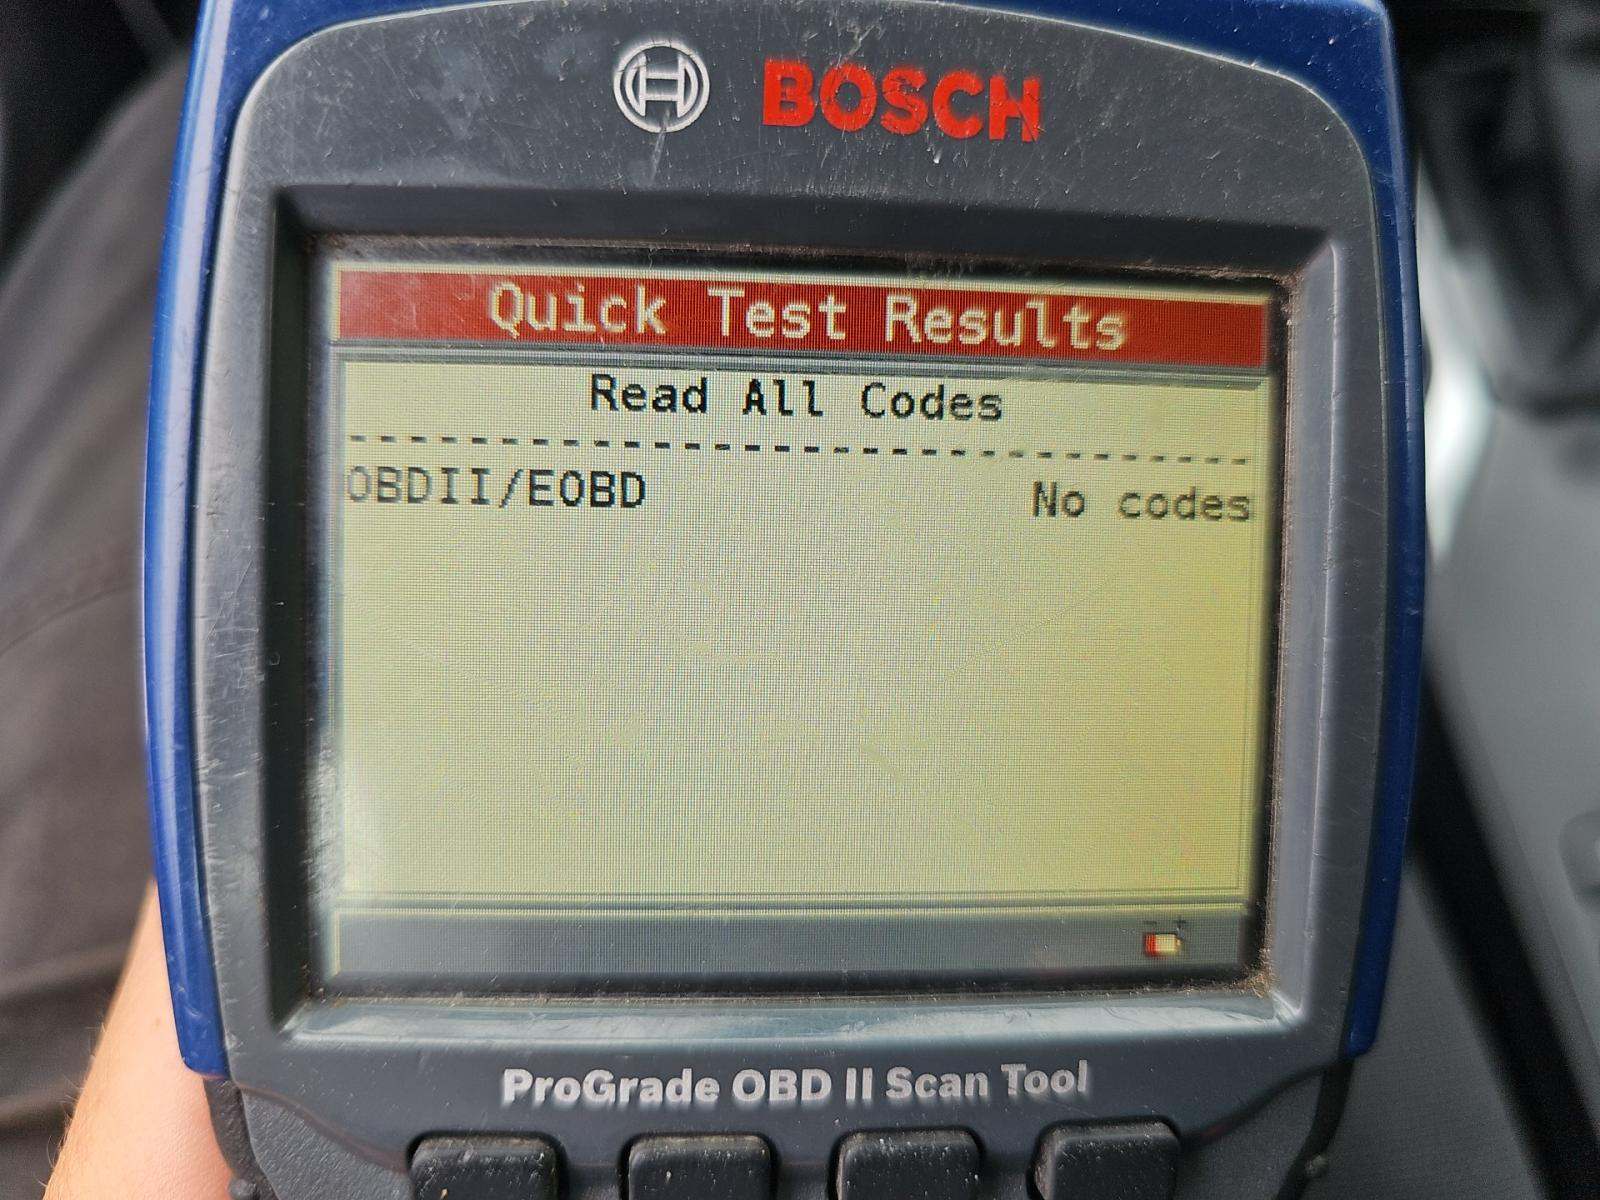 BOSCH
Quick Test Results
Read All Codes
OBDII/EOBD No codes
- +
ProGrade OBD II Scan Tool